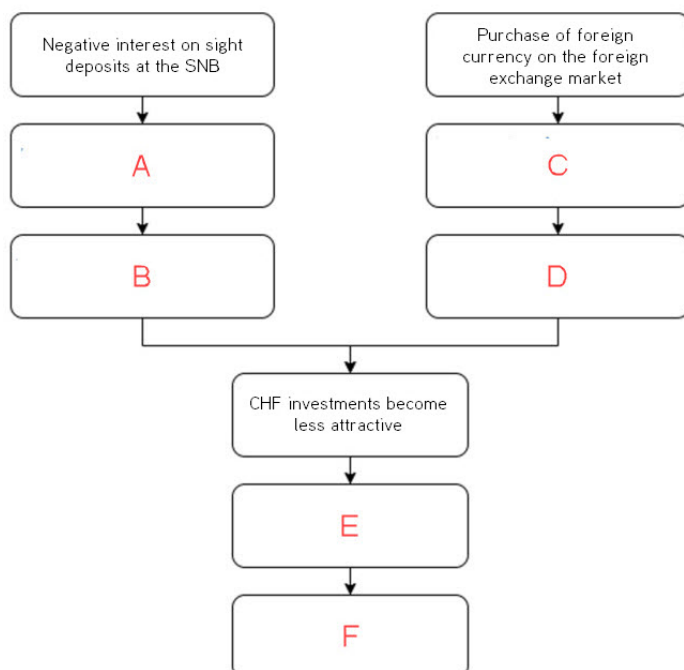 Negative interest on sight
deposits at the SNB
Purchase of foreign
currency on the foreign
exchange market
A
C
B
D
CHF investments become
less attractive
E
F